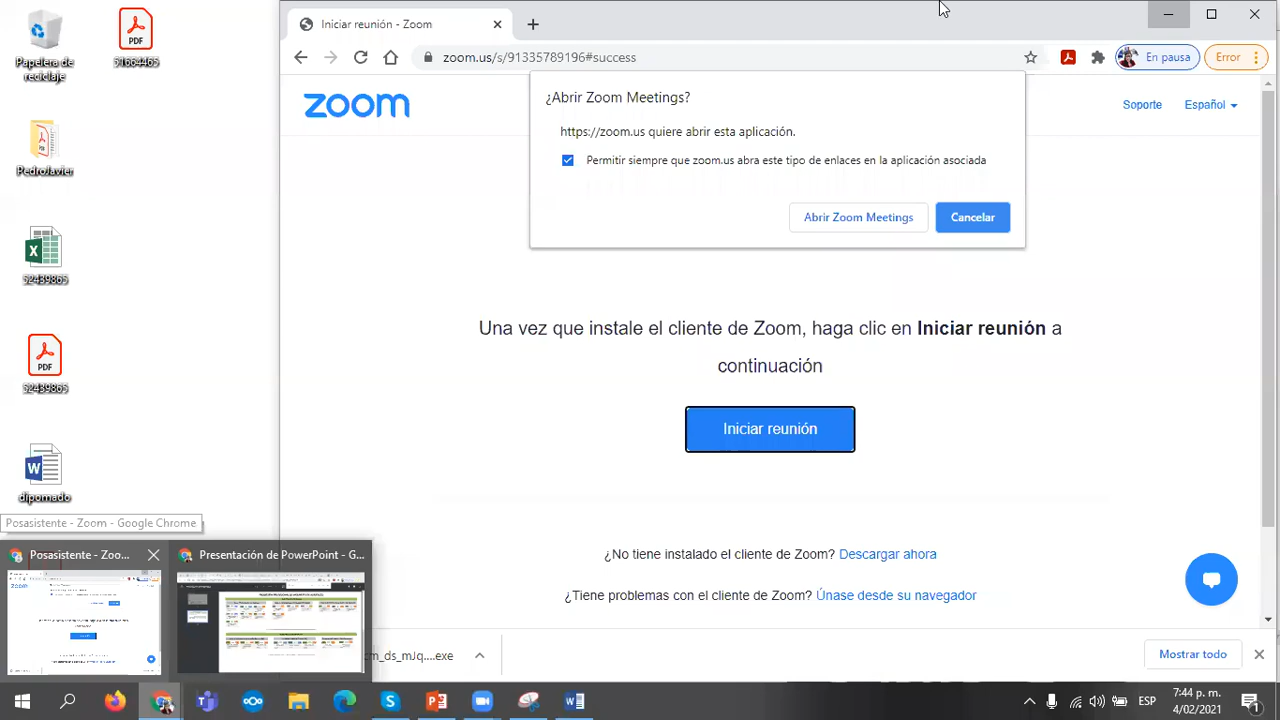 Papelera de
reciclaje
51664465
PedroJavier
52439865
52439865
dipomado
Iniciar reunión - Zoom
zoom.us/s/91335789196#success
En pausa
Error
zoom
Soporte
Español
¿Abrir Zoom Meetings?
https://zoom.us quiere abrir esta aplicación.
Permitir siempre que zoom.us abra este tipo de enlaces en la aplicación asociada
Abrir Zoom Meetings
Cancelar
Una vez que instale el cliente de Zoom, haga clic en Iniciar reunión a
continuación
Iniciar reunión
¿No tiene instalado el cliente de Zoom? Descargar ahora
¿Tiene problemas con el cliente de Zoom? Únase desde su navegador
Posasistente - Zoom - Google Chrome
Posasistente - Zoo...
Presentación de PowerPoint - G...
cm_ds_mJq....exe
Mostrar todo
ESP
7:44 p. m.
4/02/2021